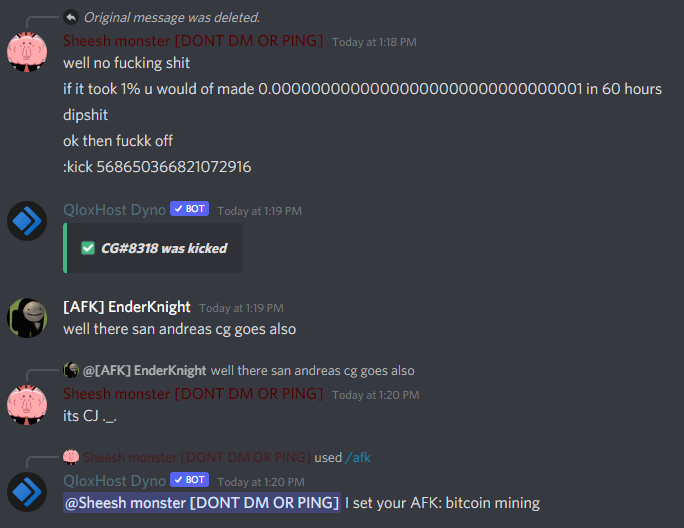 Original message was deleted.
Sheesh monster [DONT DM OR PING] Today at 1:18 PM
well no fucking shit
if it took 1% u would of made 0.00000000000000000000000000000001 in 60 hours
dipshit
ok then fuckk off
:kick 568650366821072916
QloxHost Dyno ✓ BOT Today at 1:19 PM
✅ CG#8318 was kicked
[AFK] EnderKnight Today at 1:19 PM
well there san andreas cg goes also
@[AFK] EnderKnight well there san andreas cg goes also
Sheesh monster [DONT DM OR PING] Today at 1:20 PM
its CJ ._.
Sheesh monster [DONT DM OR PING] used /afk
QloxHost Dyno ✓ BOT Today at 1:20 PM
@Sheesh monster [DONT DM OR PING] I set your AFK: bitcoin mining